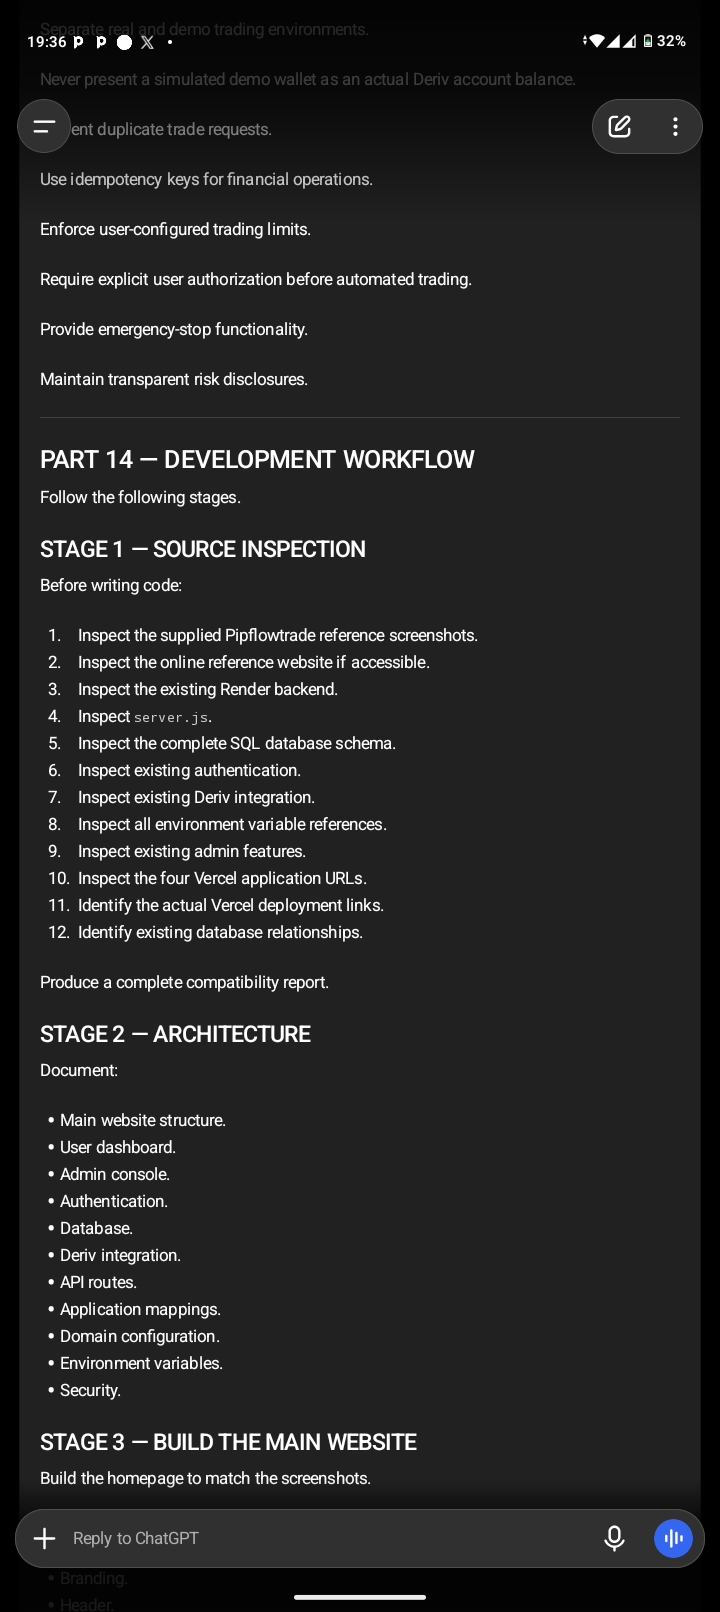 Separate real and demo trading environments.
19:36
32%
Never present a simulated demo wallet as an actual Deriv account balance.
ent duplicate trade requests.
Use idempotency keys for financial operations.
Enforce user-configured trading limits.
Require explicit user authorization before automated trading.
Provide emergency-stop functionality.
Maintain transparent risk disclosures.
PART 14 — DEVELOPMENT WORKFLOW
Follow the following stages.
STAGE 1 — SOURCE INSPECTION
Before writing code:
1. Inspect the supplied Pipflowtrade reference screenshots.
2. Inspect the online reference website if accessible.
3. Inspect the existing Render backend.
4. Inspect server.js.
5. Inspect the complete SQL database schema.
6. Inspect existing authentication.
7. Inspect existing Deriv integration.
8. Inspect all environment variable references.
9. Inspect existing admin features.
10. Inspect the four Vercel application URLs.
11. Identify the actual Vercel deployment links.
12. Identify existing database relationships.
Produce a complete compatibility report.
STAGE 2 — ARCHITECTURE
Document:
• Main website structure.
• User dashboard.
• Admin console.
• Authentication.
• Database.
• Deriv integration.
• API routes.
• Application mappings.
• Domain configuration.
• Environment variables.
• Security.
STAGE 3 — BUILD THE MAIN WEBSITE
Build the homepage to match the screenshots.
Reply to ChatGPT
• Branding.
• Header.